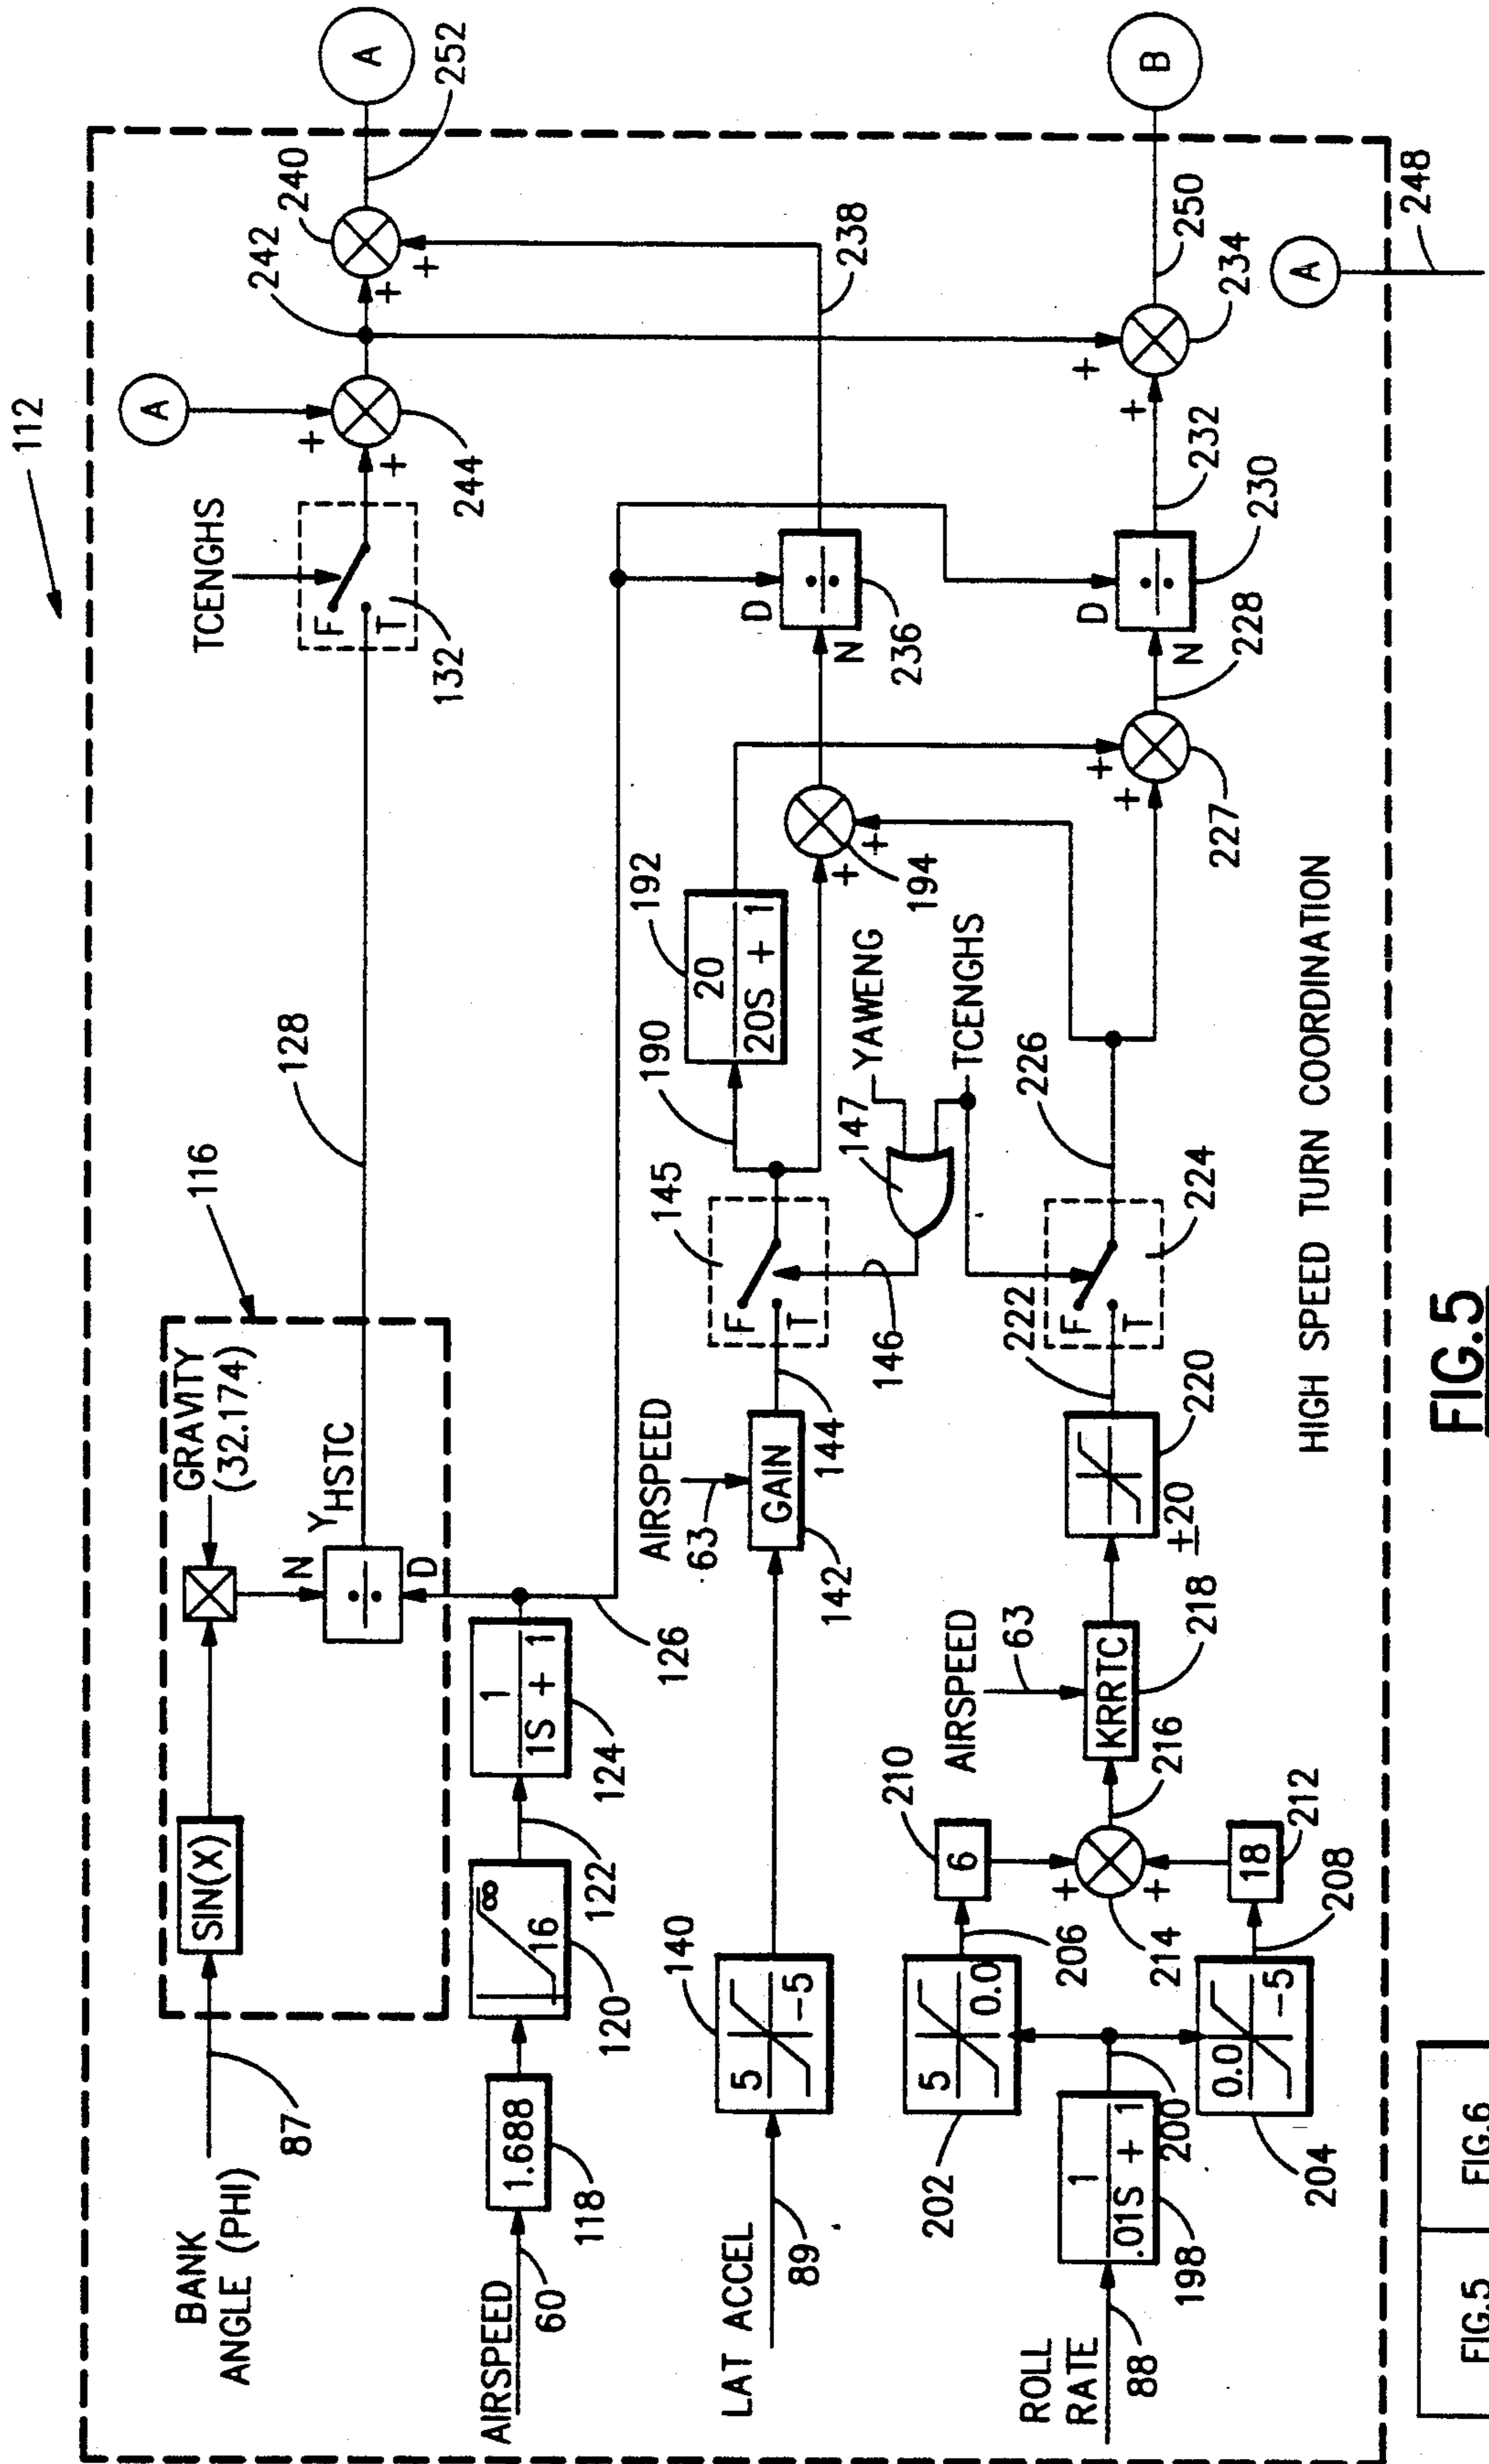 112
BANK
ANGLE (PHI)
87
SIN(X)
GRAVITY
(32.174)
N
D
YHSTC
116
128
TCENGHS
F
T
132
A
+
+
244
242
+
+
240
252
A
AIRSPEED
60
1.688
118
16
∞
120
122
1
1S + 1
124
126
LAT ACCEL
89
5
-5
140
AIRSPEED
63
GAIN
142
144
F
T
145
146
147
YAWENG
TCENGHS
190
20
20S + 1
192
+
+
194
D
N
236
238
ROLL
RATE
88
1
.01S + 1
198
200
5
0.0
202
206
6
210
0.0
-5
204
208
18
212
+
+
214
216
AIRSPEED
63
KRRTC
218
±20
220
222
F
T
224
226
+
+
227
228
D
N
230
232
+
+
234
250
B
A
248
HIGH SPEED TURN COORDINATION
FIG.5
FIG.5
FIG.6